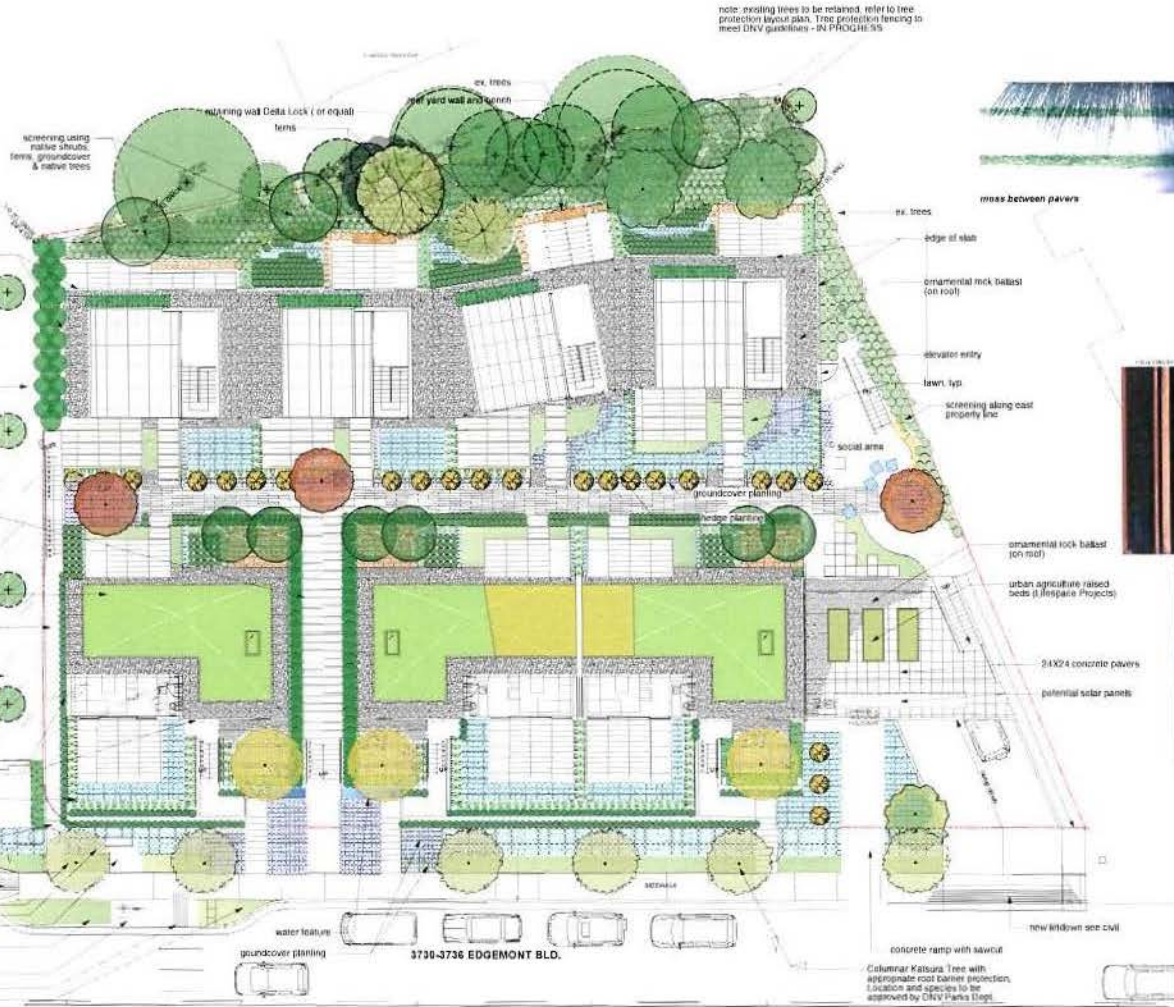 note: existing trees to be retained, refer to tree
protection layout plan. Tree protection fencing to
meet DNV guidelines - IN PROGRESS
ex. trees
rear yard wall and bench
retaining wall Delta Lock ( or equal)
ferns
screening using
native shrubs,
ferns, groundcover
& native trees
moss between pavers
ex. trees
edge of slab
ornamental rock ballast
(on roof)
elevator entry
lawn, typ.
screening along east
property line
social area
groundcover planting
hedge planting
ornamental rock ballast
(on roof)
urban agriculture raised
beds (Lifespace Projects)
24X24 concrete pavers
potential solar panels
SIDEWALK
water feature
3730-3736 EDGEMONT BLD.
groundcover planting
new letdown see civil
concrete ramp with sawcut
Columnar Katsura Tree with
appropriate root barrier protection,
Location and species to be
approved by DNV Parks Dept.